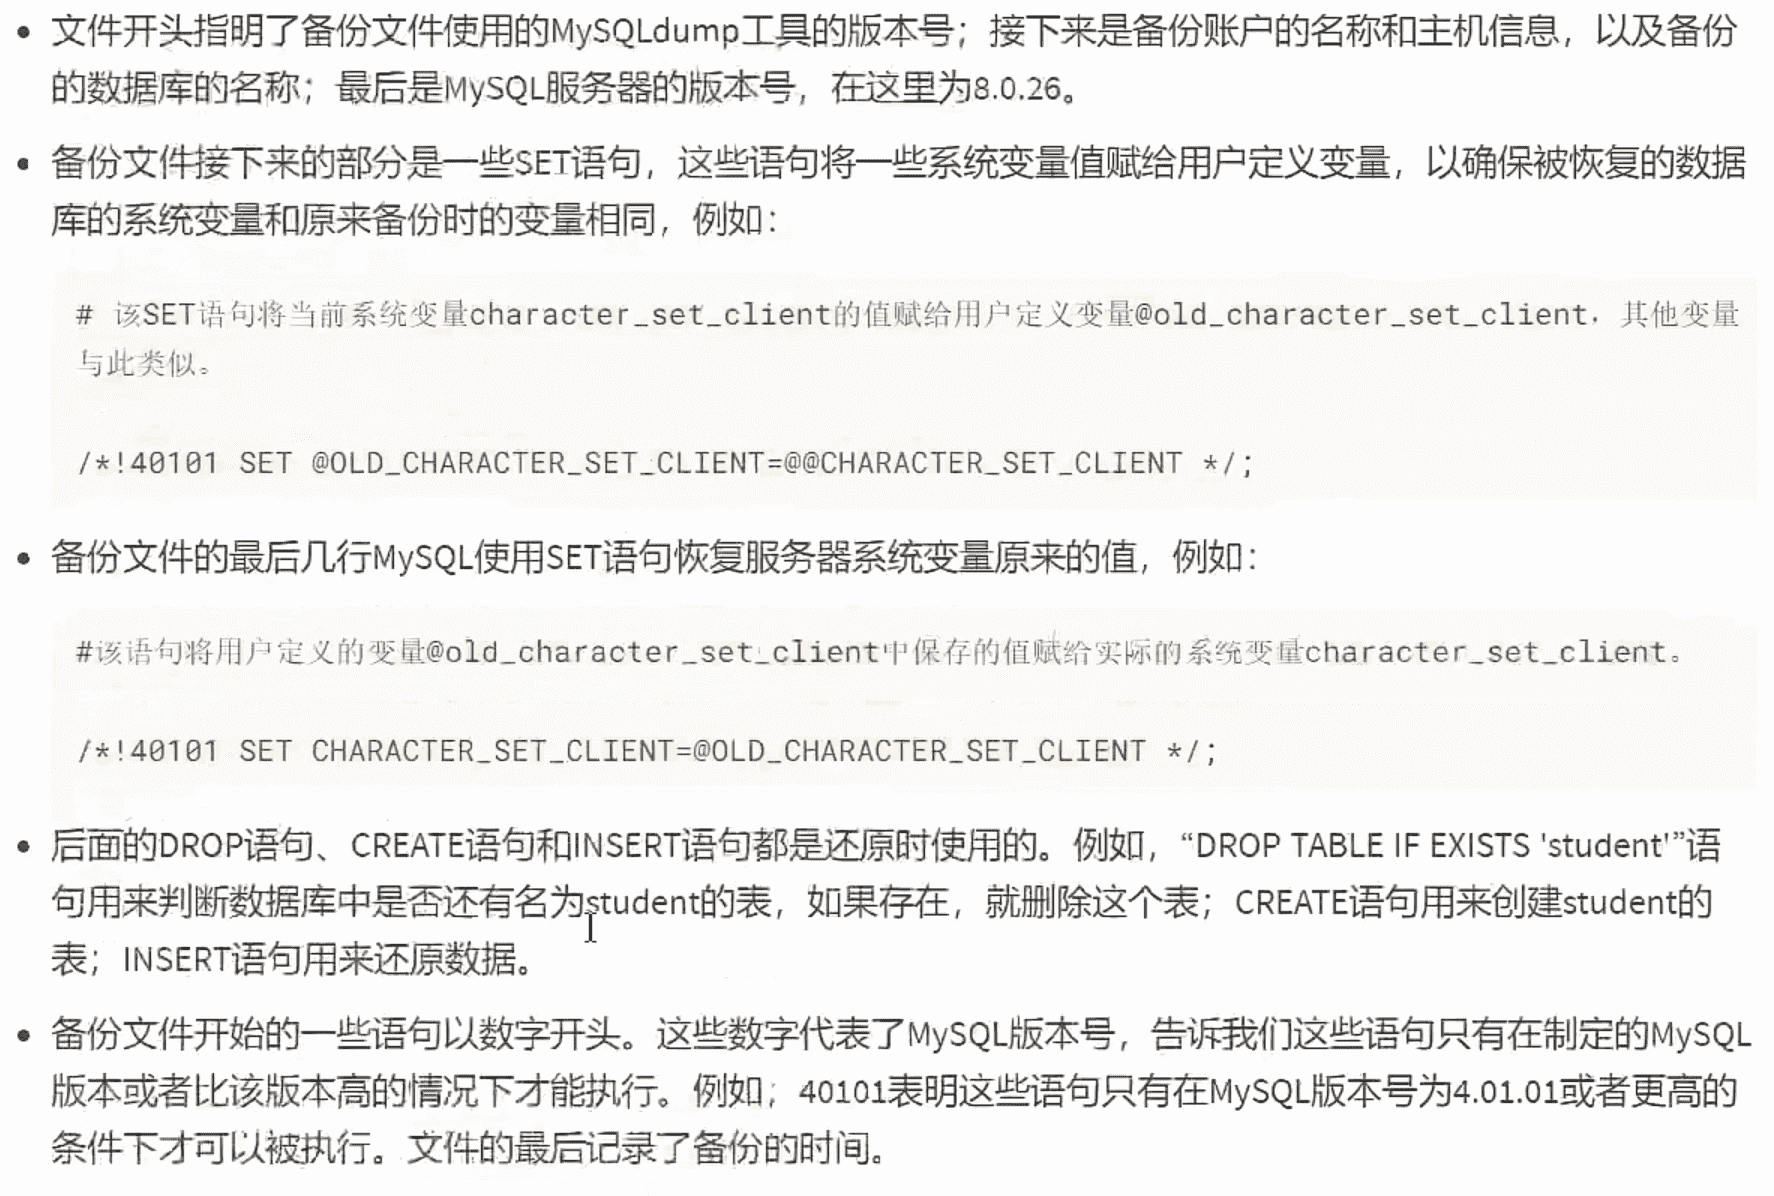 • 文件开头指明了备份文件使用的MySQLdump工具的版本号；接下来是备份账户的名称和主机信息，以及备份
的数据库的名称；最后是MySQL服务器的版本号，在这里为8.0.26。
• 备份文件接下来的部分是一些SET语句，这些语句将一些系统变量值赋给用户定义变量，以确保被恢复的数据
库的系统变量和原来备份时的变量相同，例如：
# 该SET语句将当前系统变量character_set_client的值赋给用户定义变量@old_character_set_client，其他变量
与此类似。
/*!40101 SET @OLD_CHARACTER_SET_CLIENT=@@CHARACTER_SET_CLIENT */;
• 备份文件的最后几行MySQL使用SET语句恢复服务器系统变量原来的值，例如：
#该语句将用户定义的变量@old_character_set_client中保存的值赋给实际的系统变量character_set_client。
/*!40101 SET CHARACTER_SET_CLIENT=@OLD_CHARACTER_SET_CLIENT */;
• 后面的DROP语句、CREATE语句和INSERT语句都是还原时使用的。例如，“DROP TABLE IF EXISTS 'student'”语
句用来判断数据库中是否还有名为student的表，如果存在，就删除这个表；CREATE语句用来创建student的
表；INSERT语句用来还原数据。
• 备份文件开始的一些语句以数字开头。这些数字代表了MySQL版本号，告诉我们这些语句只有在制定的MySQL
版本或者比该版本高的情况下才能执行。例如，40101表明这些语句只有在MySQL版本号为4.01.01或者更高的
条件下才可以被执行。文件的最后记录了备份的时间。